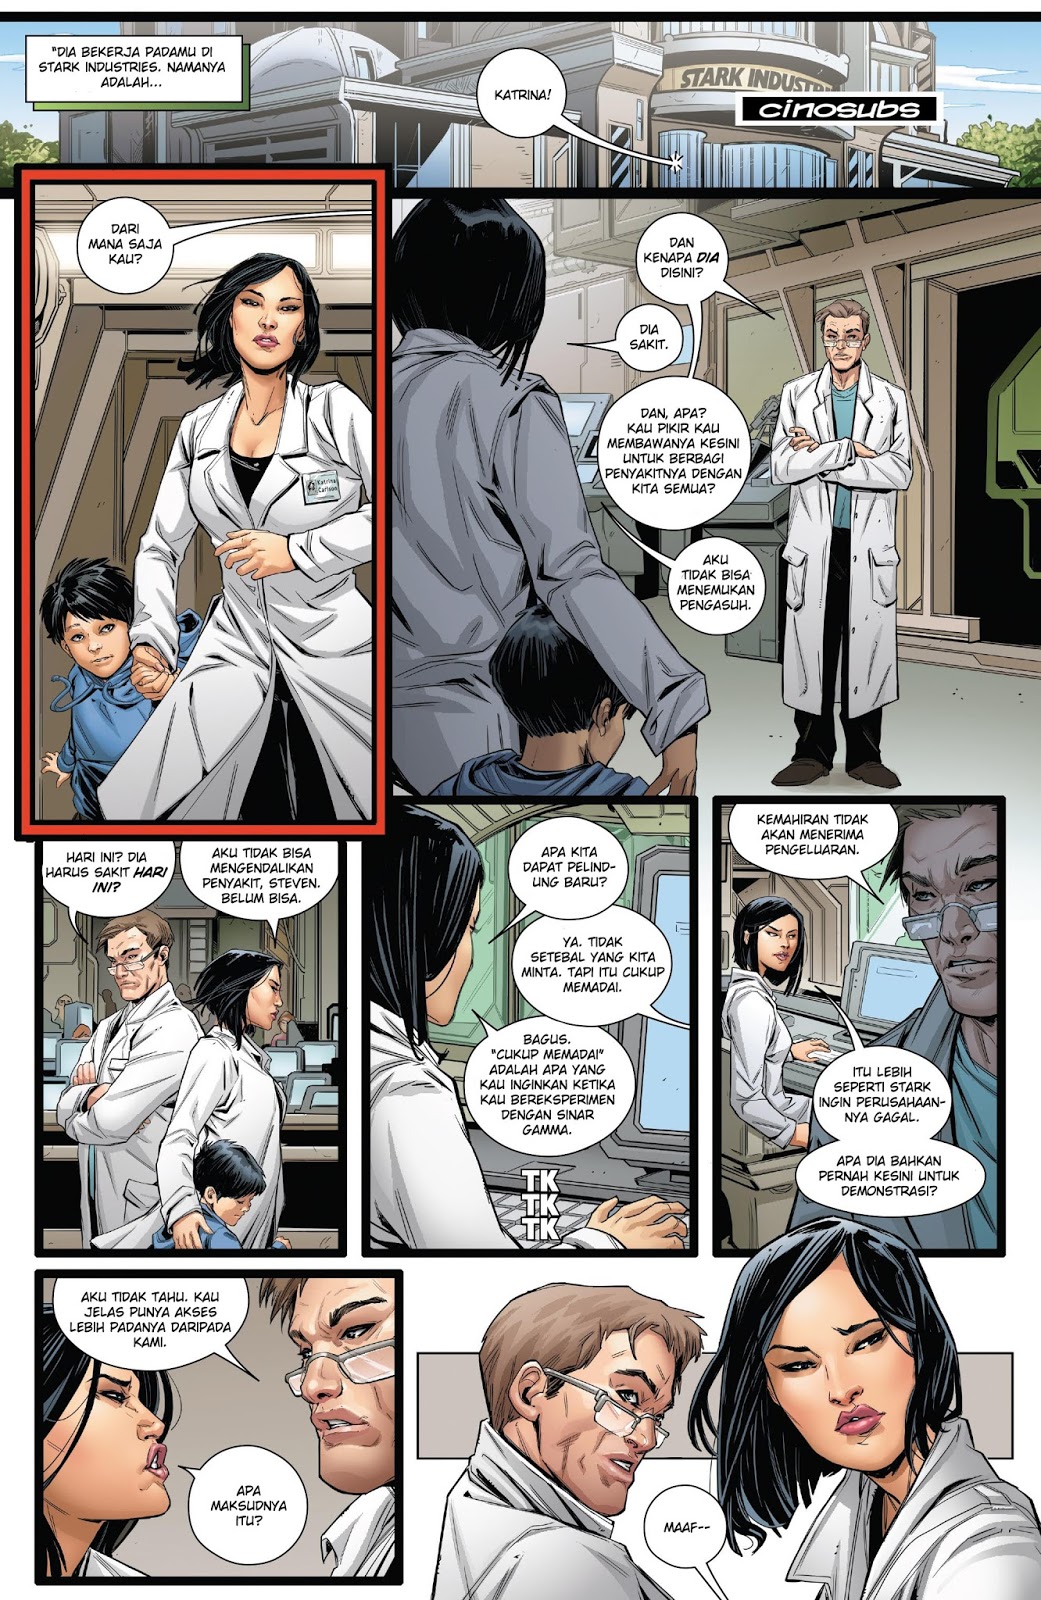 "DIA BEKERJA PADAMU DI
STARK INDUSTRIES. NAMANYA
ADALAH...
KATRINA!
STARK INDUSTRI
cinosubs
DARI
MANA SAJA
KAU?
Katrina
Carlson
DAN
KENAPA DIA
DISINI?
DIA
SAKIT.
DAN, APA?
KAU PIKIR KAU
MEMBAWANYA KESINI
UNTUK BERBAGI
PENYAKITNYA DENGAN
KITA SEMUA?
AKU
TIDAK BISA
MENEMUKAN
PENGASUH.
HARI INI? DIA
HARUS SAKIT HARI
INI?
AKU TIDAK BISA
MENGENDALIKAN
PENYAKIT, STEVEN.
BELUM BISA.
APA KITA
DAPAT PELIND-
UNG BARU?
YA. TIDAK
SETEBAL YANG KITA
MINTA. TAPI ITU CUKUP
MEMADAI.
BAGUS.
"CUKUP MEMADAI"
ADALAH APA YANG
KAU INGINKAN KETIKA
KAU BEREKSPERIMEN
DENGAN SINAR
GAMMA.
TK
TK
TK
KEMAHIRAN TIDAK
AKAN MENERIMA
PENGELUARAN.
ITU LEBIH
SEPERTI STARK
INGIN PERUSAHAAN-
NYA GAGAL.
APA DIA BAHKAN
PERNAH KESINI UNTUK
DEMONSTRASI?
AKU TIDAK TAHU. KAU
JELAS PUNYA AKSES
LEBIH PADANYA DARIPADA
KAMI.
APA
MAKSUDNYA
ITU?
MAAF--